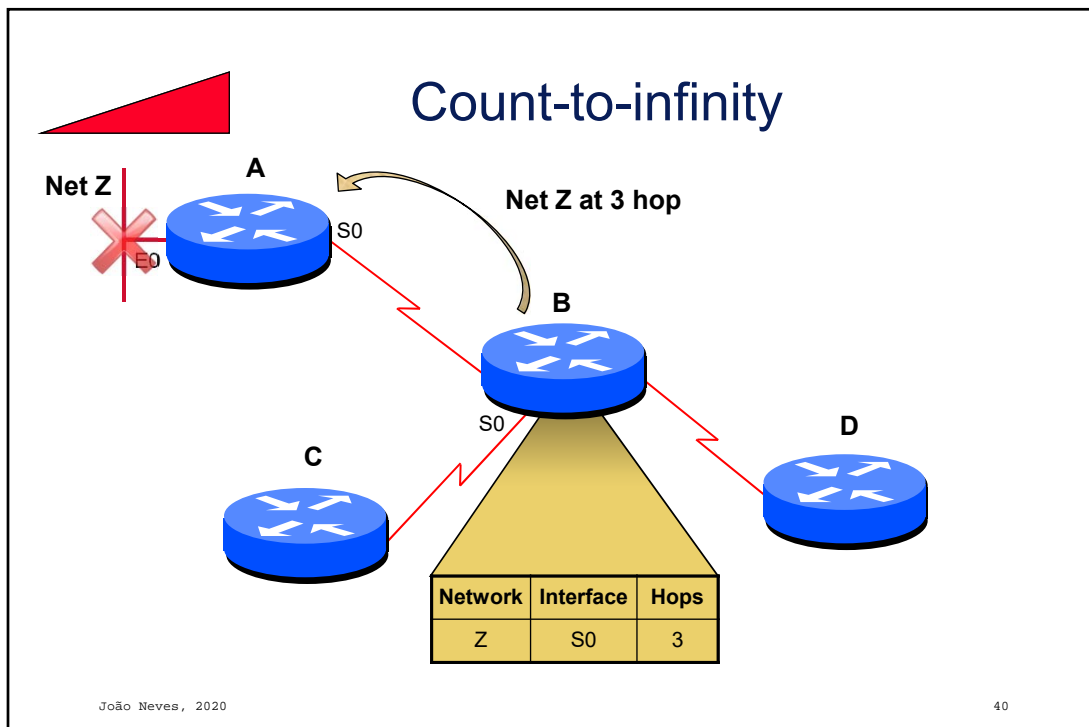 Count-to-infinity
Net Z
A
Net Z at 3 hop
S0
E0
B
S0
C
D
Network Interface Hops
Z S0 3
João Neves, 2020
40